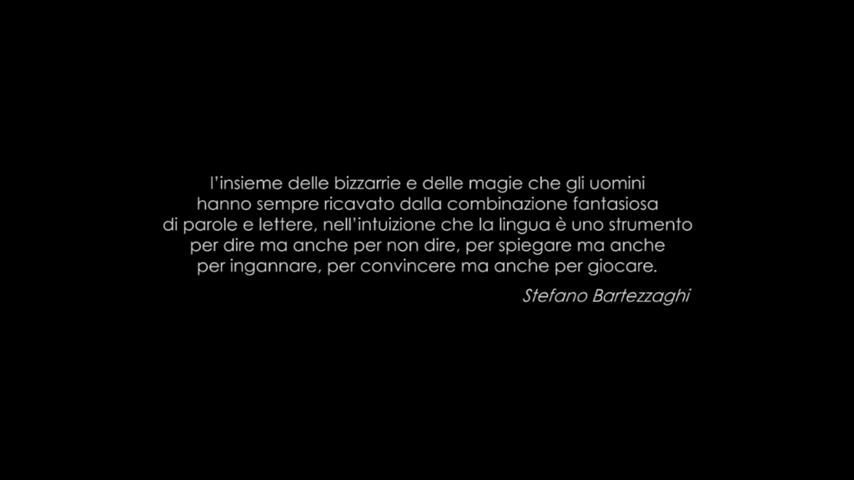 l'insieme delle bizzarrie e delle magie che gli uomini
hanno sempre ricavato dalla combinazione fantasiosa
di parole e lettere, nell'intuizione che la lingua è uno strumento
per dire ma anche per non dire, per spiegare ma anche
per ingannare, per convincere ma anche per giocare.
Stefano Bartezzaghi